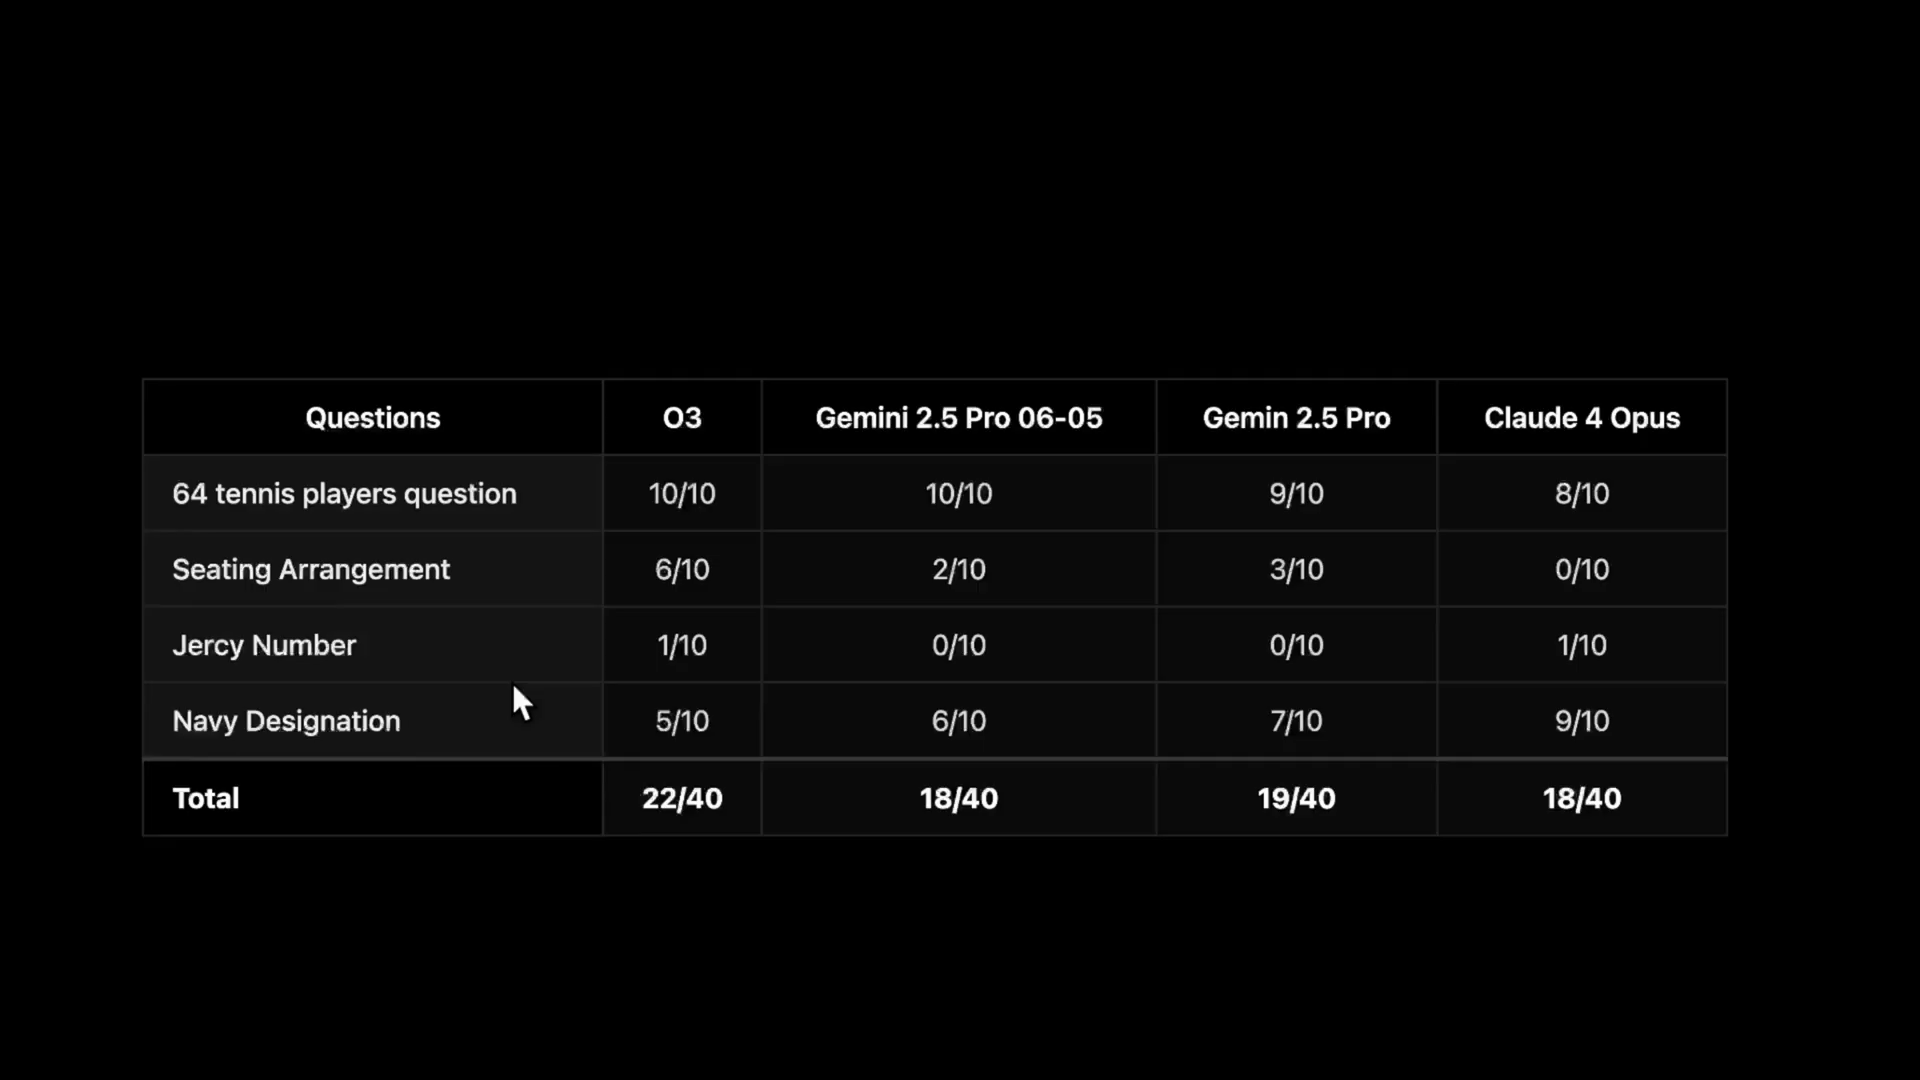 Questions O3 Gemini 2.5 Pro 06-05 Gemin 2.5 Pro Claude 4 Opus
64 tennis players question 10/10 10/10 9/10 8/10
Seating Arrangement 6/10 2/10 3/10 0/10
Jercy Number 1/10 0/10 0/10 1/10
Navy Designation 5/10 6/10 7/10 9/10
Total 22/40 18/40 19/40 18/40